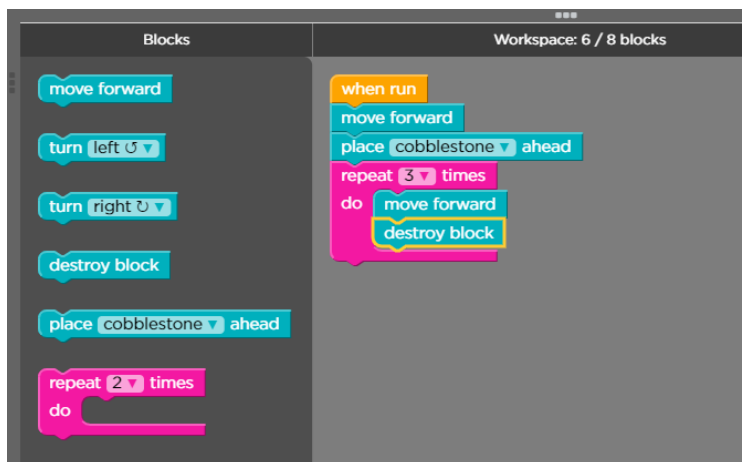 Blocks
Workspace: 6 / 8 blocks
move forward
turn left ↺ ▼
turn right ↻ ▼
destroy block
place cobblestone ▼ ahead
repeat 2 ▼ times
do
when run
move forward
place cobblestone ▼ ahead
repeat 3 ▼ times
do move forward
destroy block